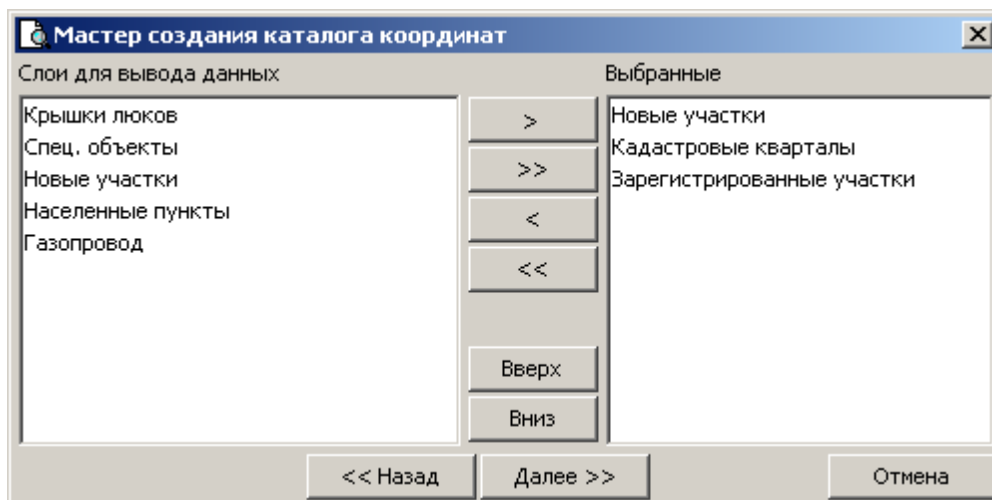 Мастер создания каталога координат
Слои для вывода данных
Крышки люков
Спец. объекты
Новые участки
Населенные пункты
Газопровод
>
>>
<
<<
Вверх
Вниз
Выбранные
Новые участки
Кадастровые кварталы
Зарегистрированные участки
<< Назад
Далее >>
Отмена